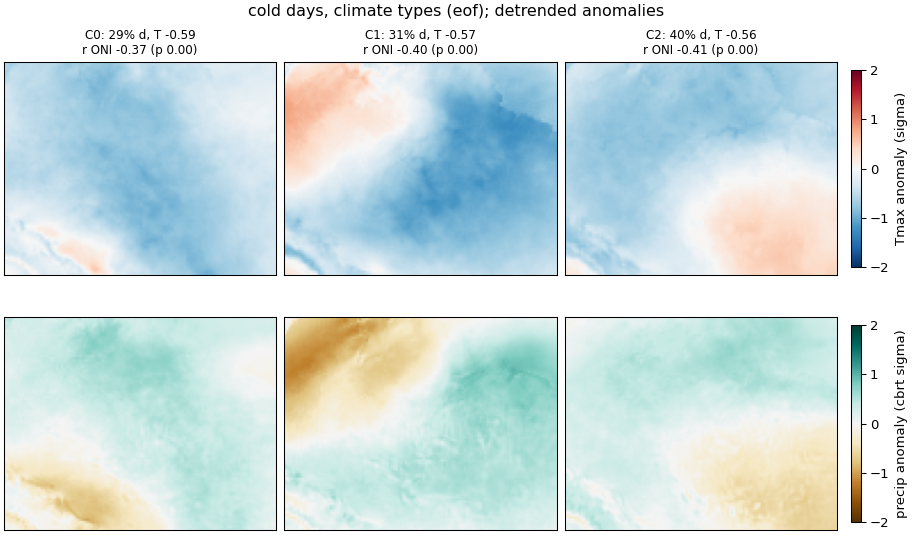 cold days, climate types (eof); detrended anomalies
C0: 29% d, T -0.59
r ONI -0.37 (p 0.00)
C1: 31% d, T -0.57
r ONI -0.40 (p 0.00)
C2: 40% d, T -0.56
r ONI -0.41 (p 0.00)
2
1
0
−1
−2
Tmax anomaly (sigma)
2
1
0
−1
−2
precip anomaly (cbrt sigma)